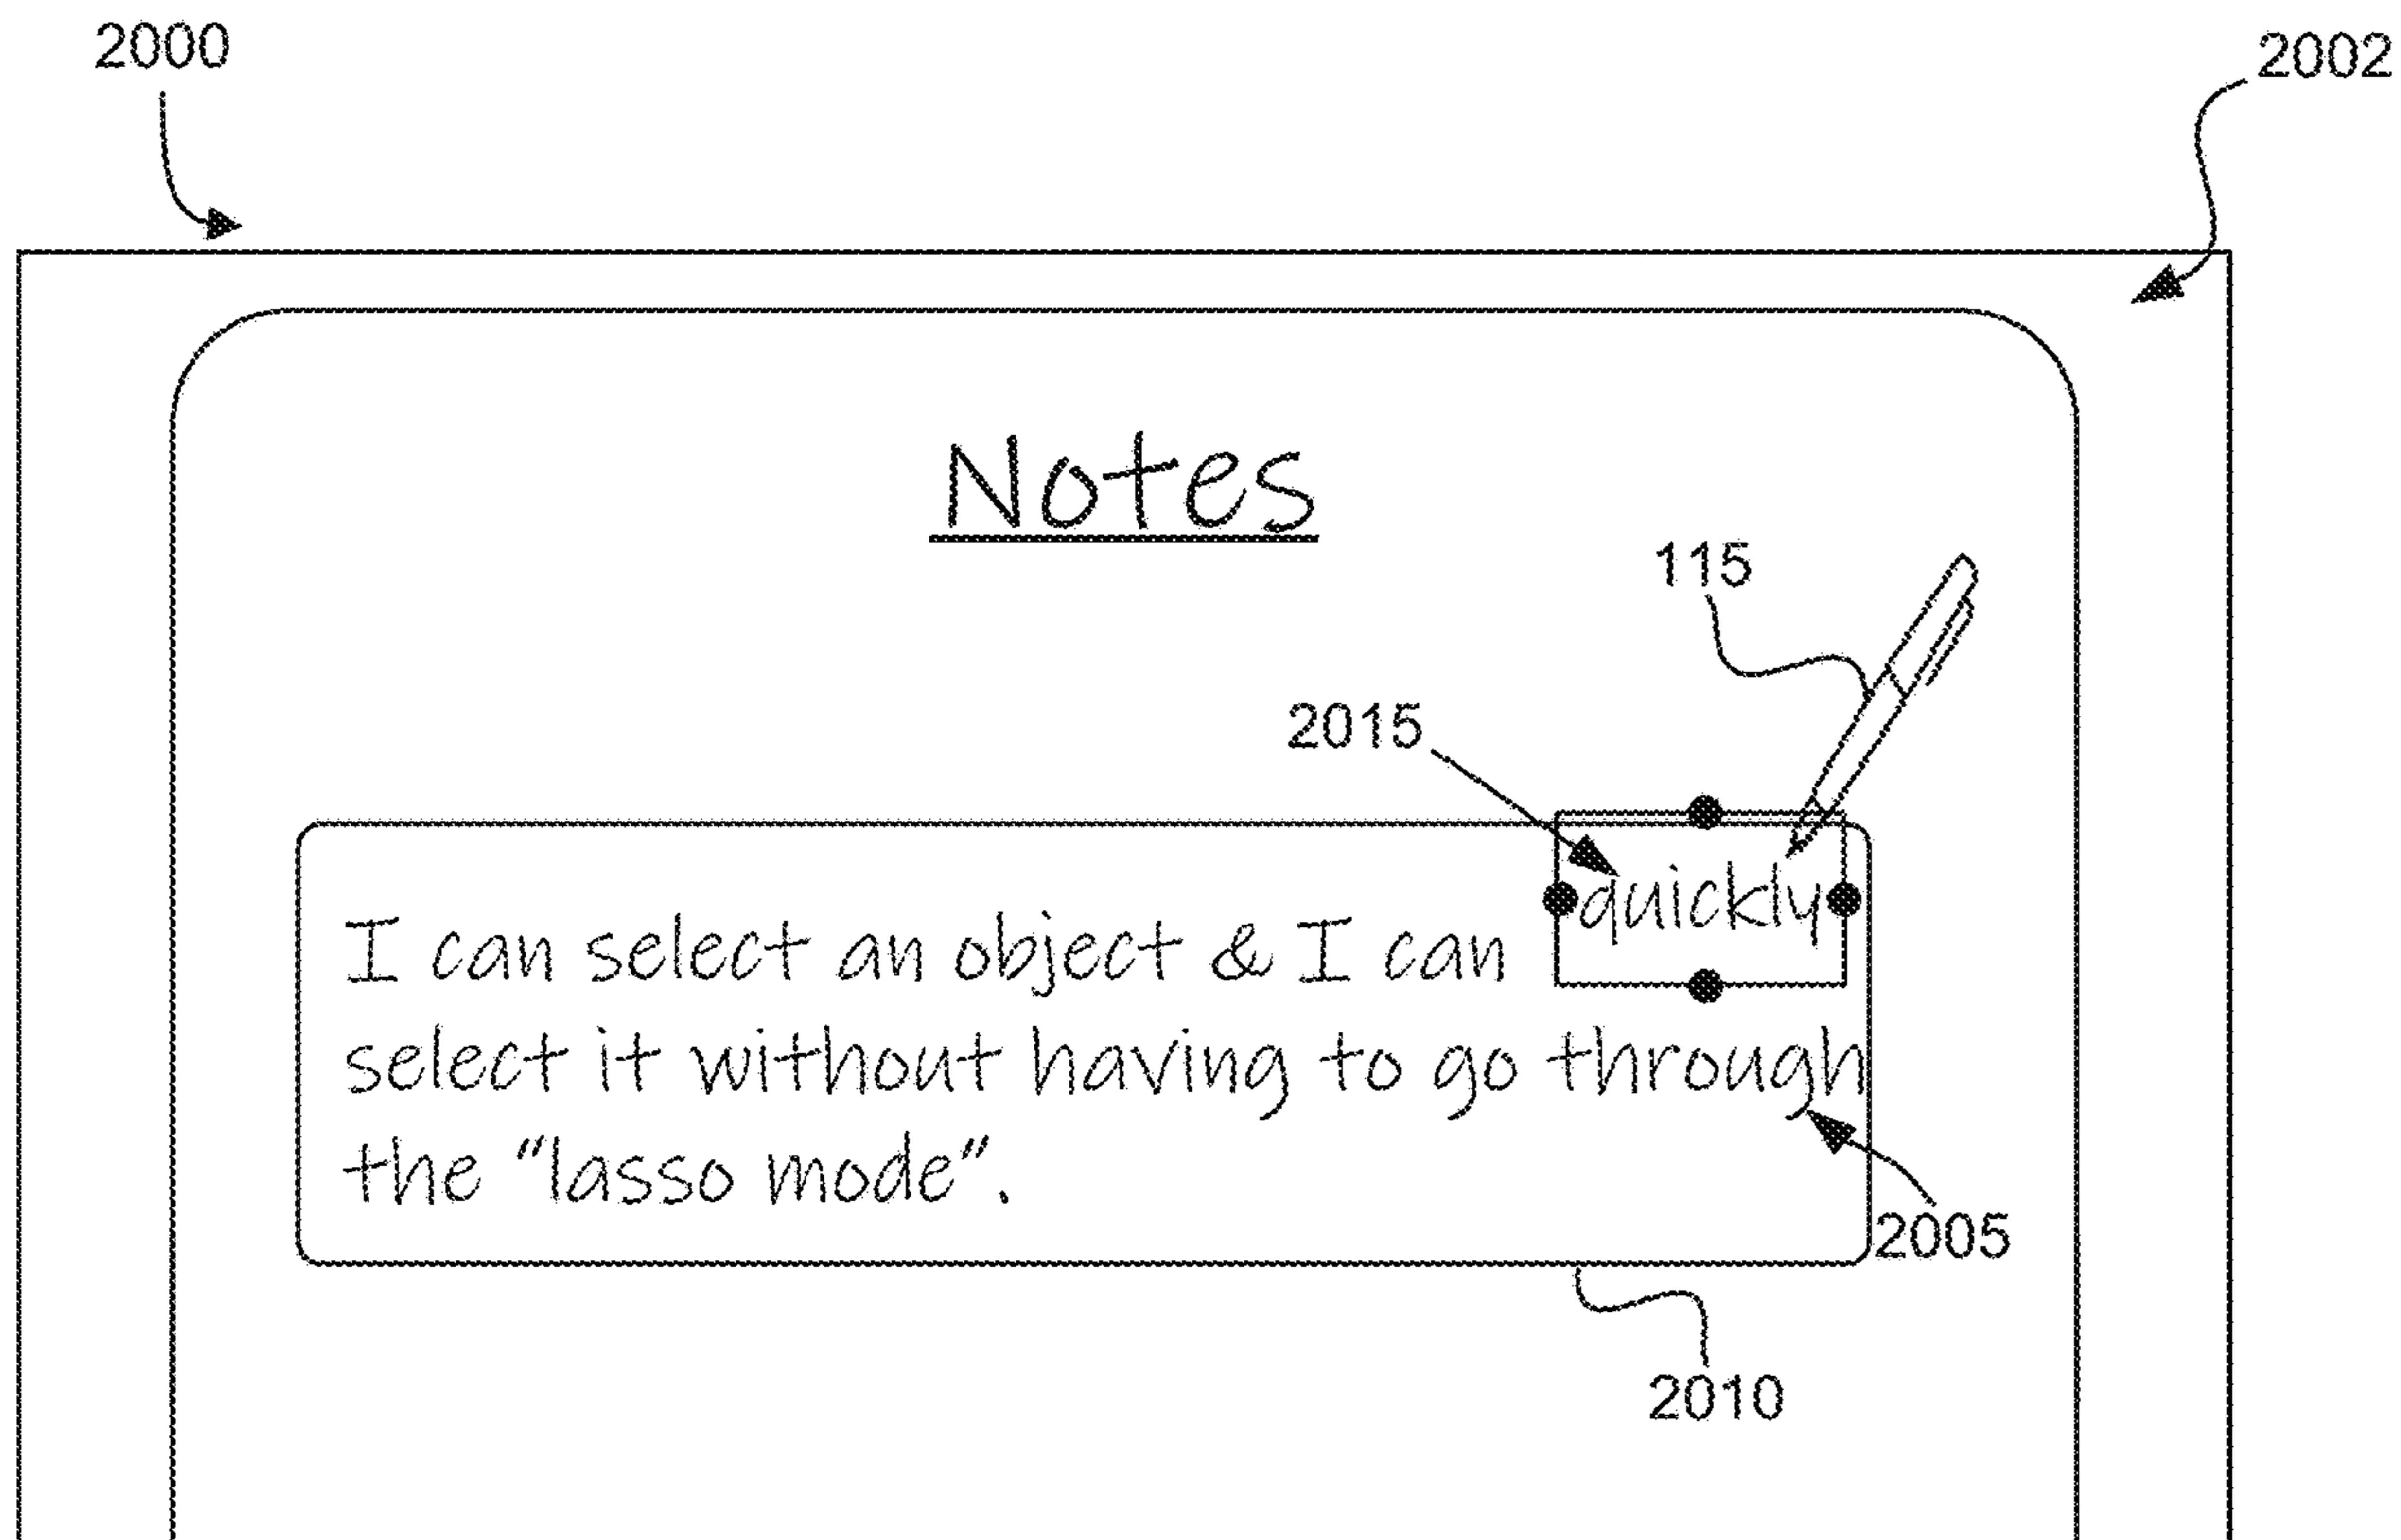 2000
2002
Notes
115
2015
quickly
I can select an object & I can
select it without having to go through
the “lasso mode”.
2005
2010